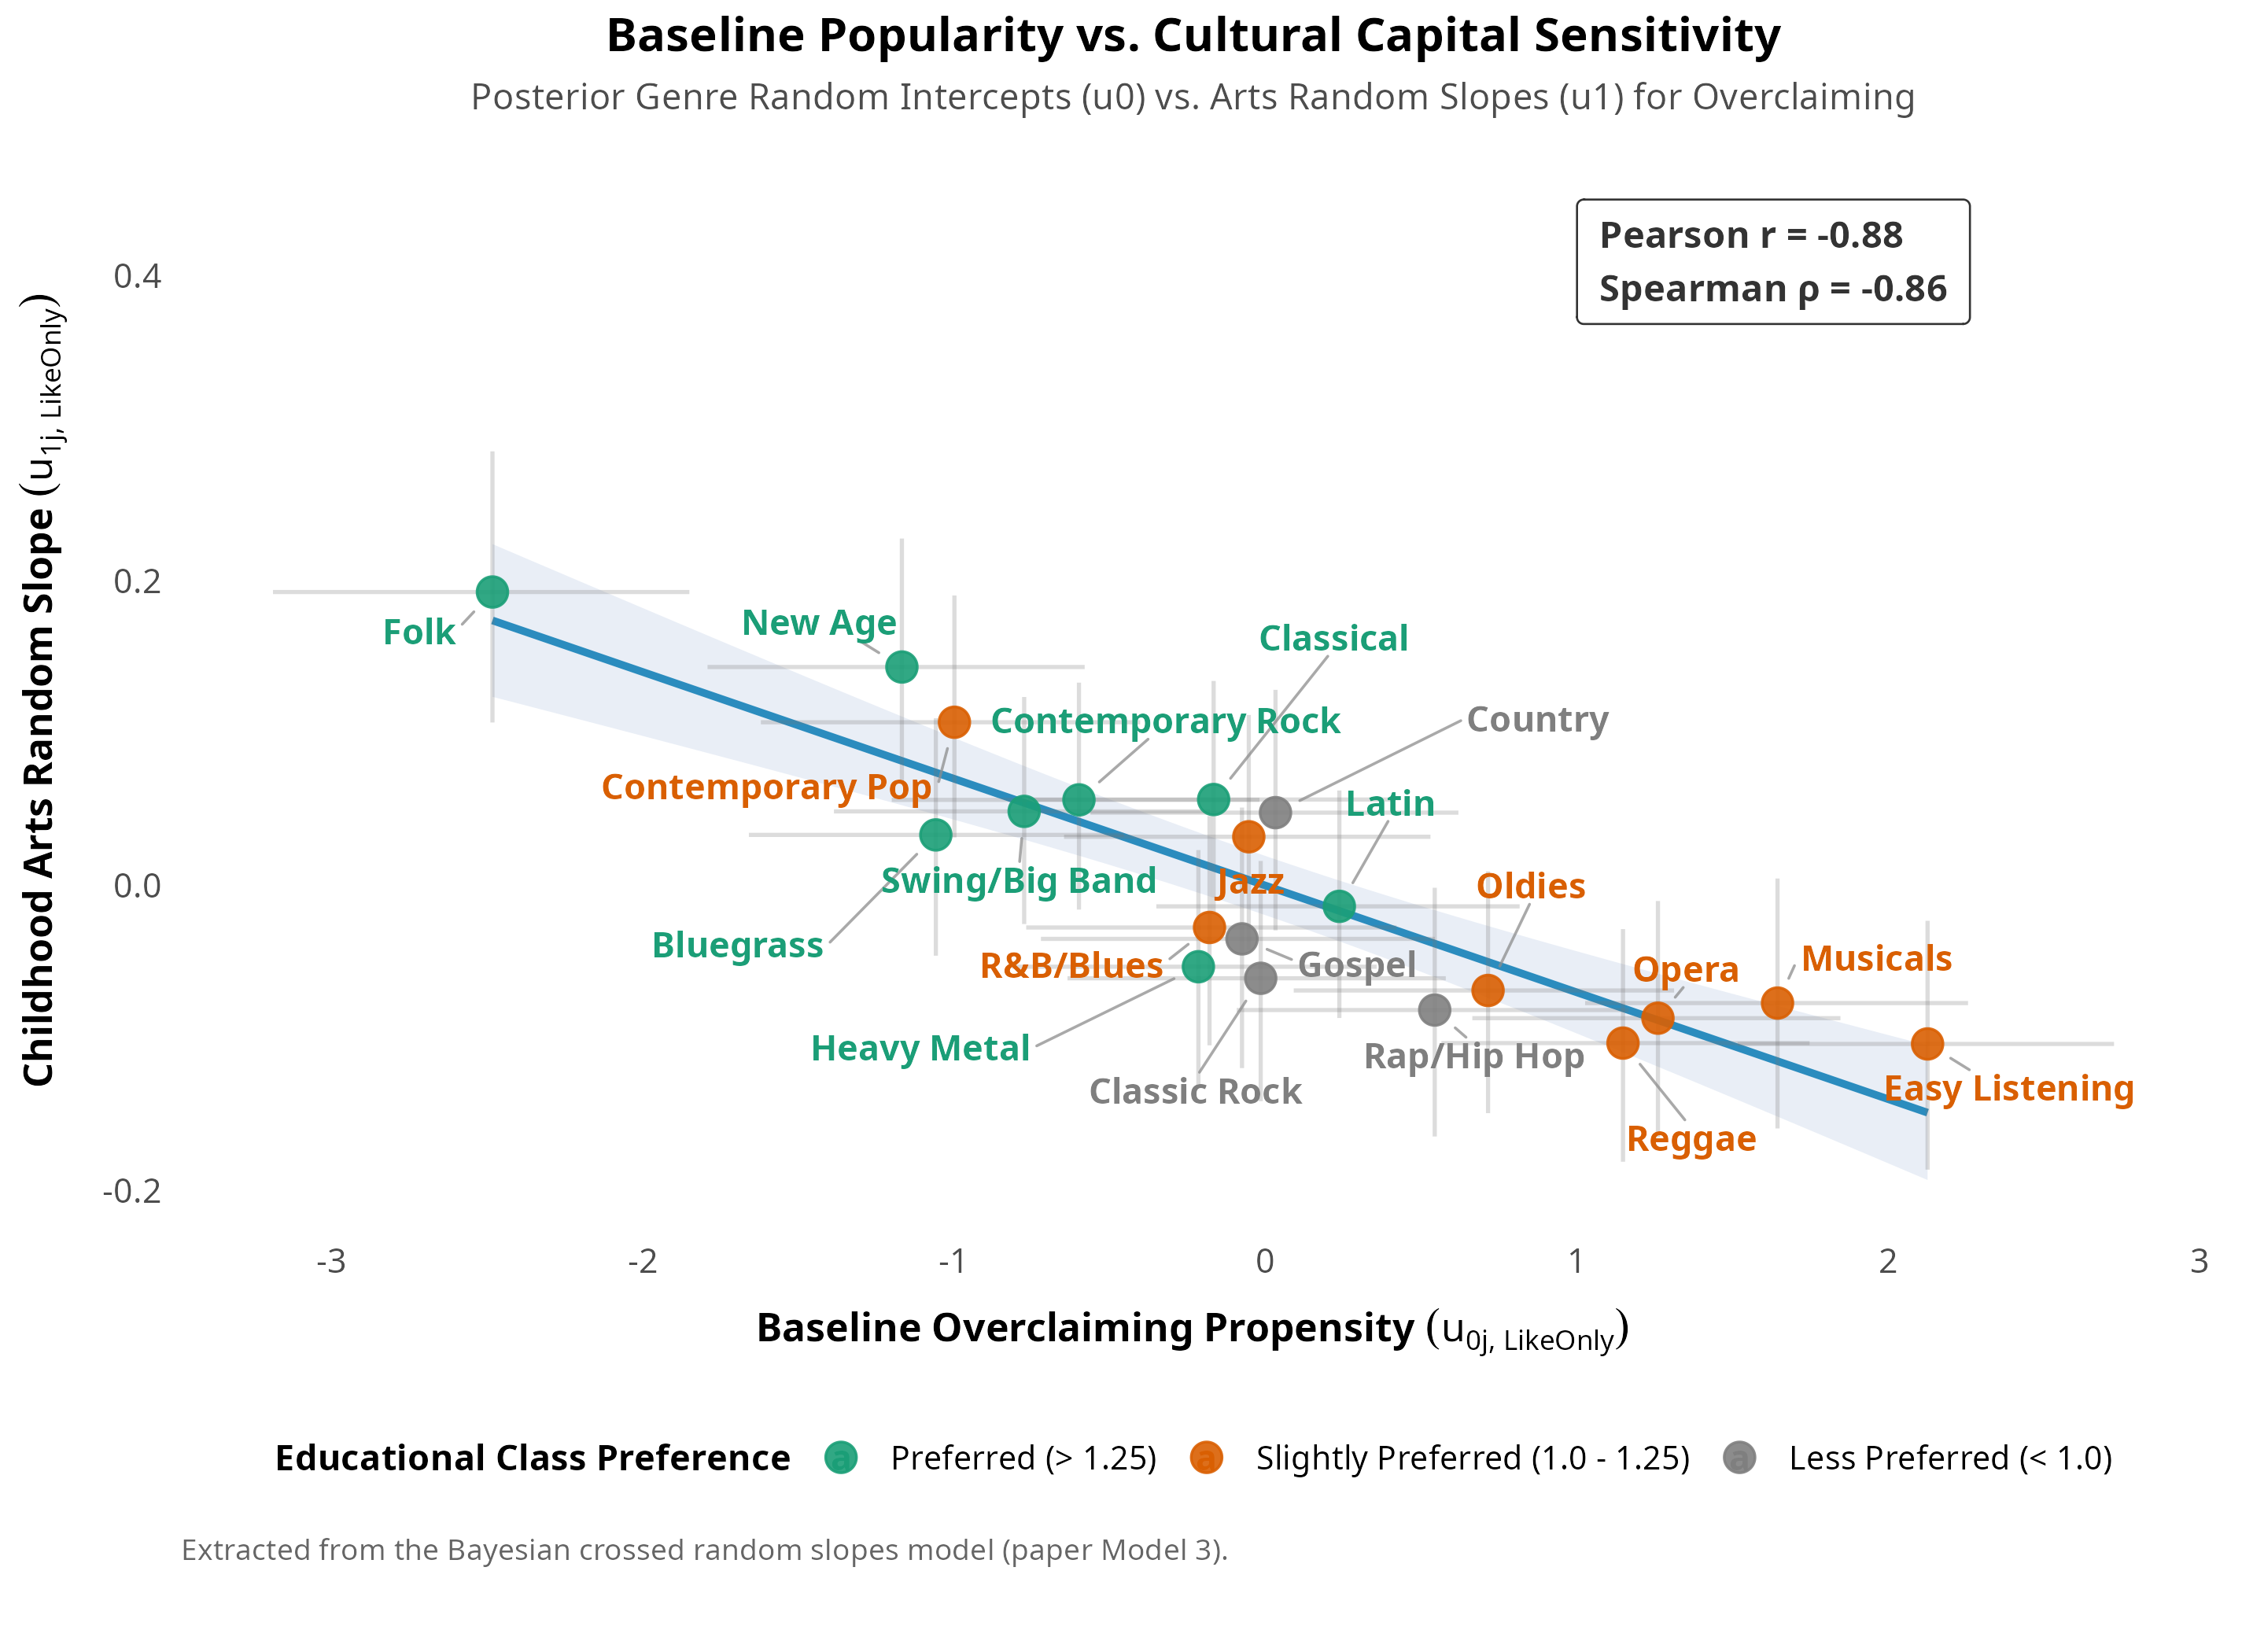 Baseline Popularity vs. Cultural Capital Sensitivity
Posterior Genre Random Intercepts (u0) vs. Arts Random Slopes (u1) for Overclaiming
Pearson r = -0.88
Spearman ρ = -0.86
Childhood Arts Random Slope (u1j, LikeOnly)
0.4
0.2
0.0
-0.2
Folk
New Age
Classical
Contemporary Rock
Country
Contemporary Pop
Latin
Swing/Big Band
Jazz
Oldies
Bluegrass
R&B/Blues
Gospel
Opera
Musicals
Heavy Metal
Rap/Hip Hop
Classic Rock
Easy Listening
Reggae
-3
-2
-1
0
1
2
3
Baseline Overclaiming Propensity (u0j, LikeOnly)
Educational Class Preference
a Preferred (> 1.25)
a Slightly Preferred (1.0 - 1.25)
a Less Preferred (< 1.0)
Extracted from the Bayesian crossed random slopes model (paper Model 3).